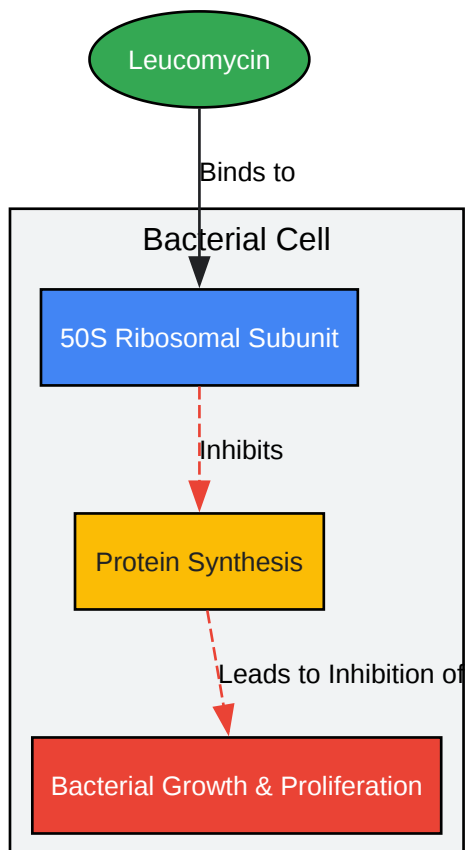 Leucomycin
Binds to
Bacterial Cell
50S Ribosomal Subunit
Inhibits
Protein Synthesis
Leads to Inhibition of
Bacterial Growth & Proliferation